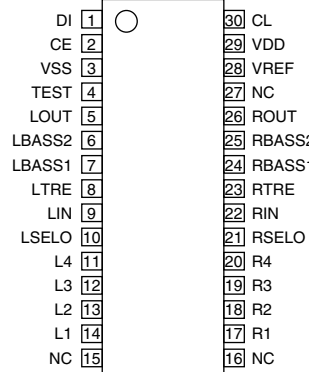 DI 1 30 CL
CE 2 29 VDD
VSS 3 28 VREF
TEST 4 27 NC
LOUT 5 26 ROUT
LBASS2 6 25 RBASS2
LBASS1 7 24 RBASS1
LTRE 8 23 RTRE
LIN 9 22 RIN
LSELO 10 21 RSELO
L4 11 20 R4
L3 12 19 R3
L2 13 18 R2
L1 14 17 R1
NC 15 16 NC